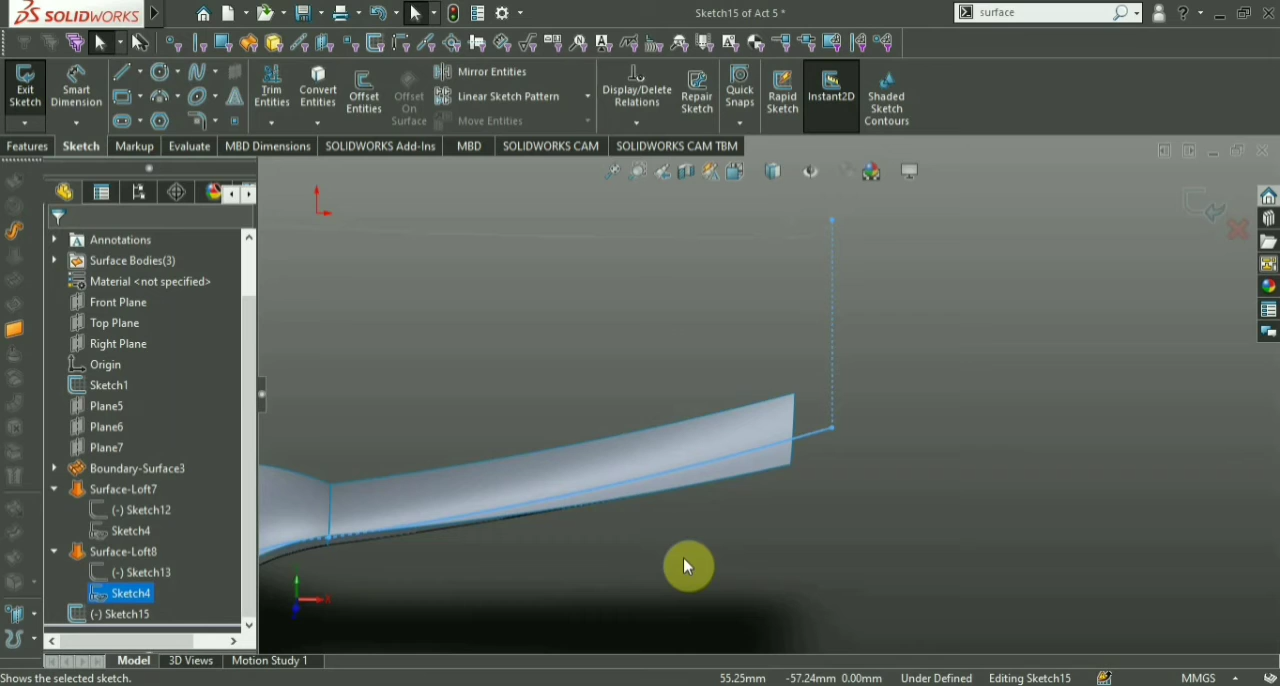 SOLIDWORKS
Sketch15 of Act 5 *
surface
Exit Sketch
Smart Dimension
Trim Entities
Convert Entities
Offset Entities
Offset On Surface
Mirror Entities
Linear Sketch Pattern
Move Entities
Display/Delete Relations
Repair Sketch
Quick Snaps
Rapid Sketch
Instant2D
Shaded Sketch Contours
Features
Sketch
Markup
Evaluate
MBD Dimensions
SOLIDWORKS Add-Ins
MBD
SOLIDWORKS CAM
SOLIDWORKS CAM TBM
Annotations
Surface Bodies(3)
Material <not specified>
Front Plane
Top Plane
Right Plane
Origin
Sketch1
Plane5
Plane6
Plane7
Boundary-Surface3
Surface-Loft7
(-) Sketch12
Sketch4
Surface-Loft8
(-) Sketch13
Sketch4
(-) Sketch15
Model
3D Views
Motion Study 1
Shows the selected sketch.
55.25mm
-57.24mm 0.00mm
Under Defined
Editing Sketch15
MMGS